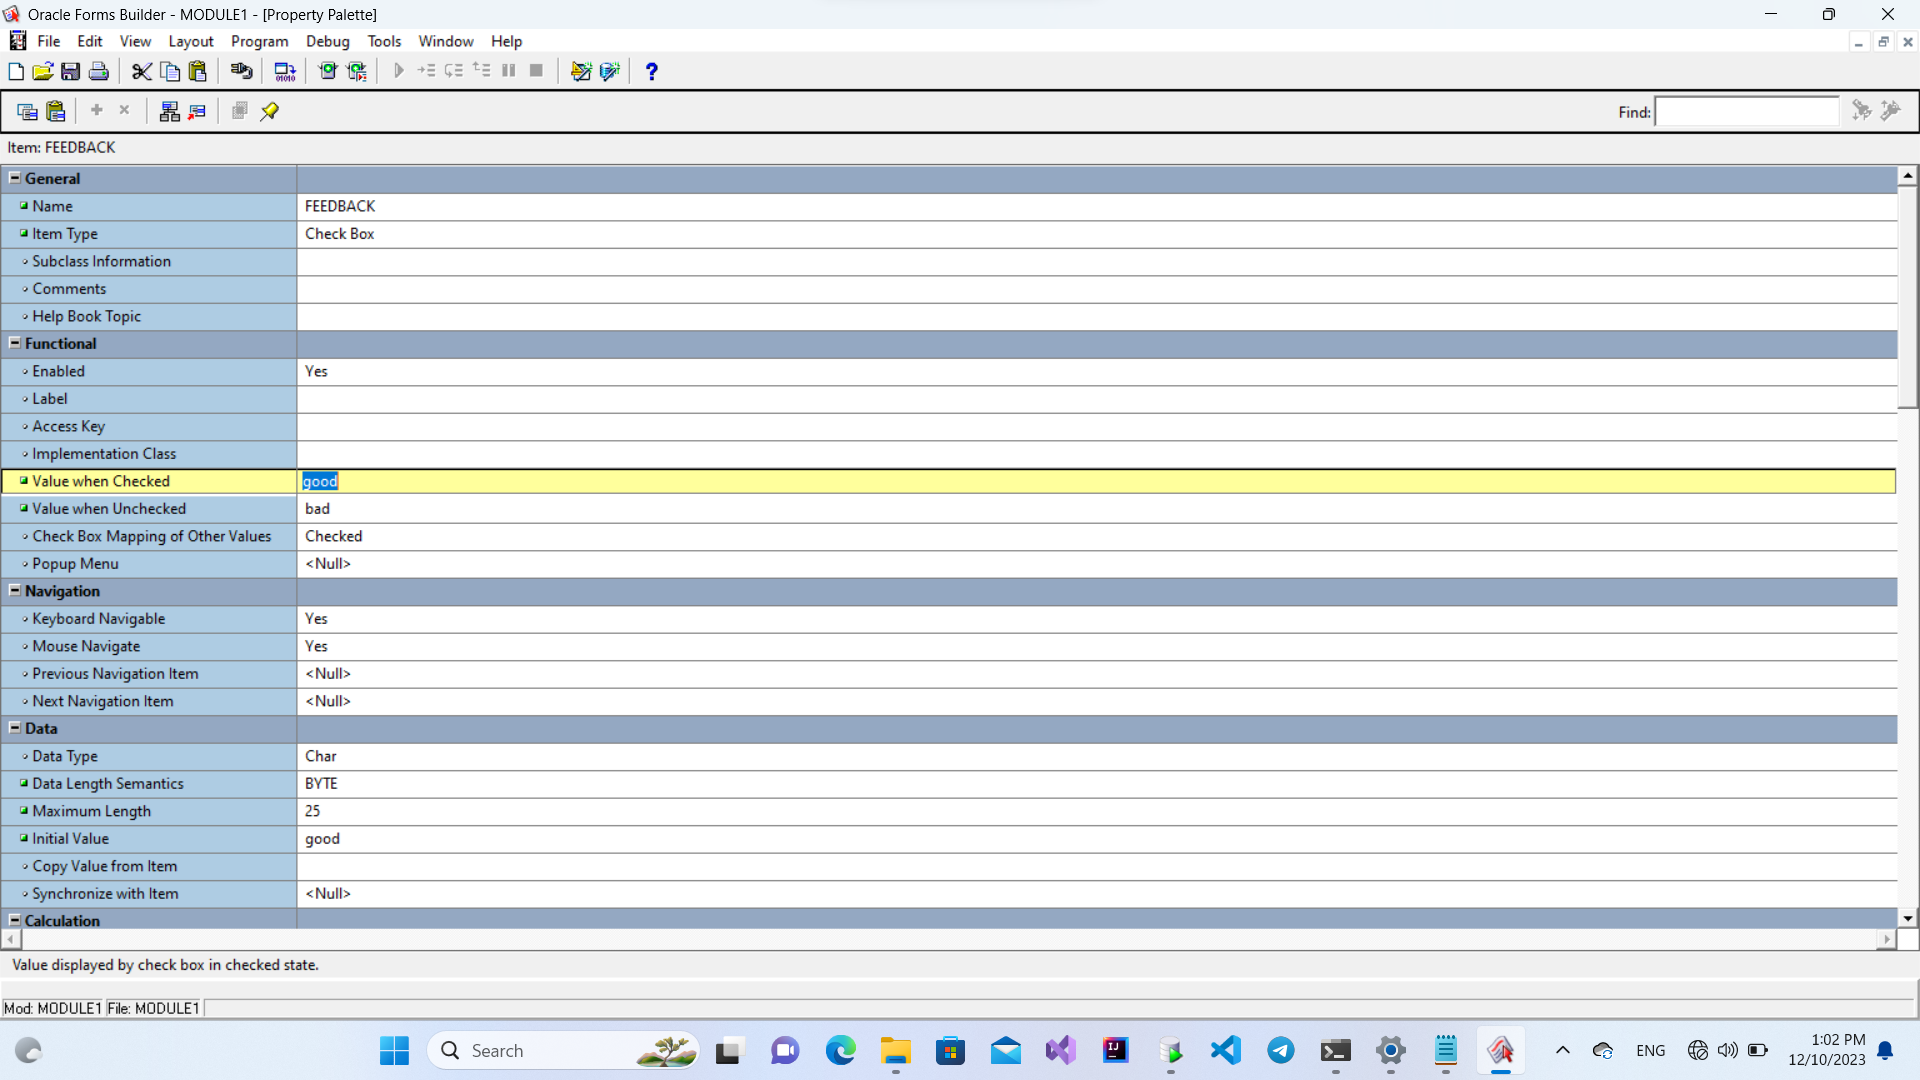 Oracle Forms Builder - MODULE1 - [Property Palette]
File Edit View Layout Program Debug Tools Window Help
Find:
Item: FEEDBACK
General
Name FEEDBACK
Item Type Check Box
Subclass Information
Comments
Help Book Topic
Functional
Enabled Yes
Label
Access Key
Implementation Class
Value when Checked good
Value when Unchecked bad
Check Box Mapping of Other Values Checked
Popup Menu <Null>
Navigation
Keyboard Navigable Yes
Mouse Navigate Yes
Previous Navigation Item <Null>
Next Navigation Item <Null>
Data
Data Type Char
Data Length Semantics BYTE
Maximum Length 25
Initial Value good
Copy Value from Item
Synchronize with Item <Null>
Calculation
Value displayed by check box in checked state.
Mod: MODULE1 File: MODULE1
Search ENG 1:02 PM
12/10/2023